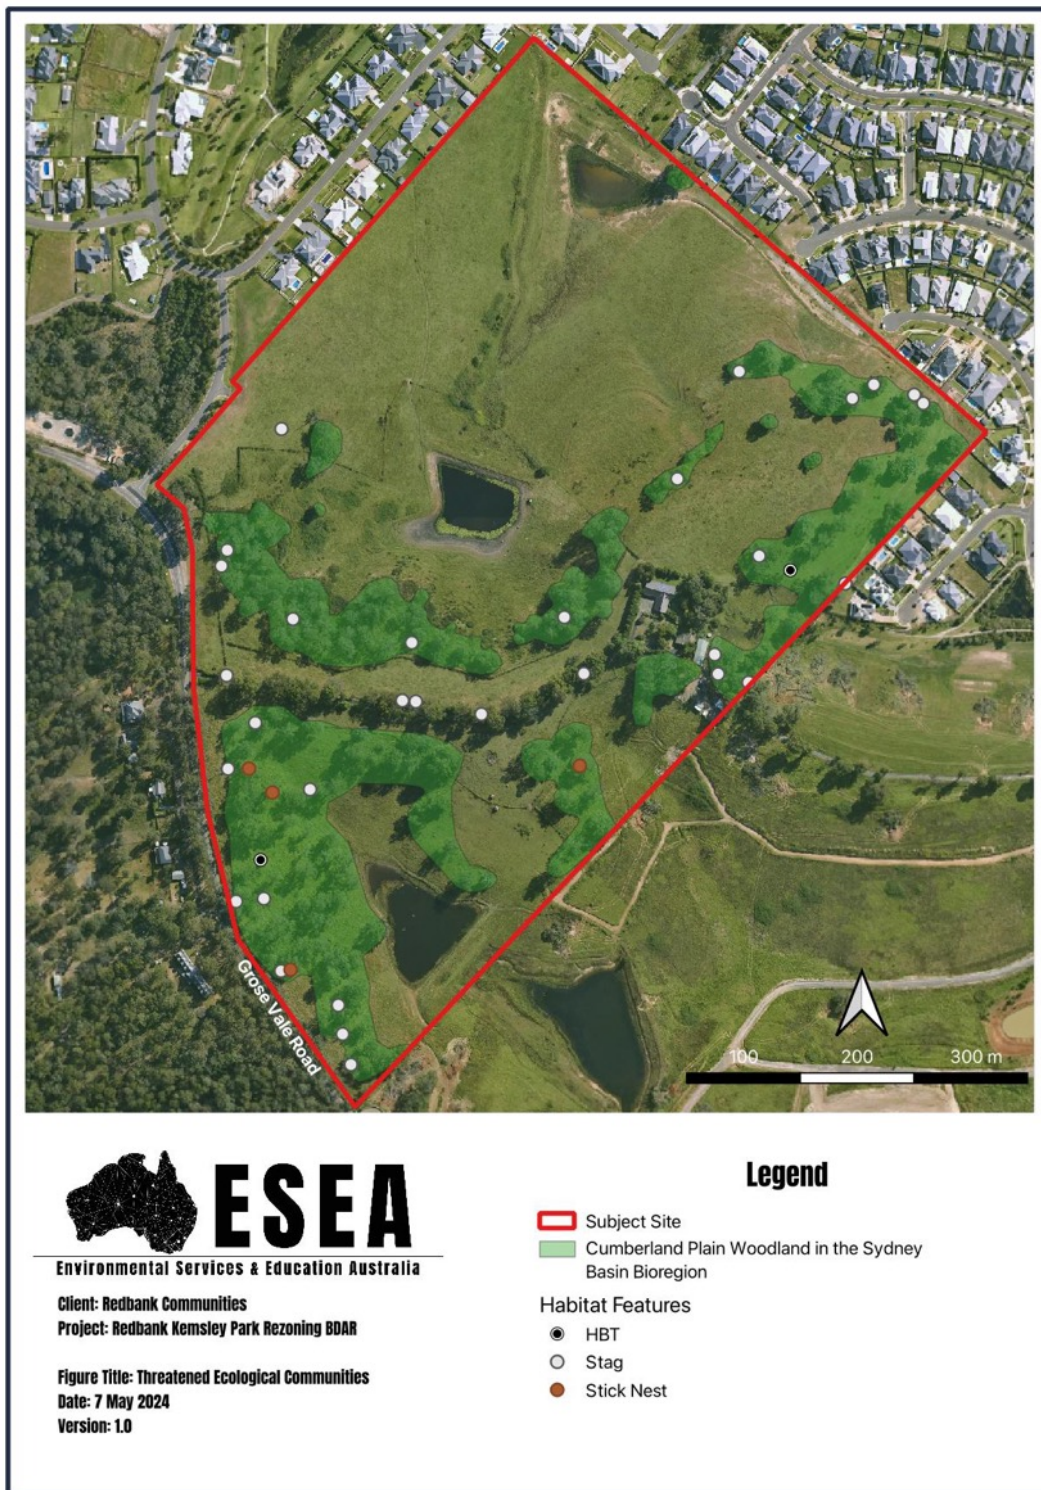 Grose Vale Road
100 200 300 m
ESEA
Environmental Services & Education Australia
Client: Redbank Communities
Project: Redbank Kemsley Park Rezoning BDAR
Figure Title: Threatened Ecological Communities
Date: 7 May 2024
Version: 1.0
Legend
Subject Site
Cumberland Plain Woodland in the Sydney
Basin Bioregion
Habitat Features
HBT
Stag
Stick Nest